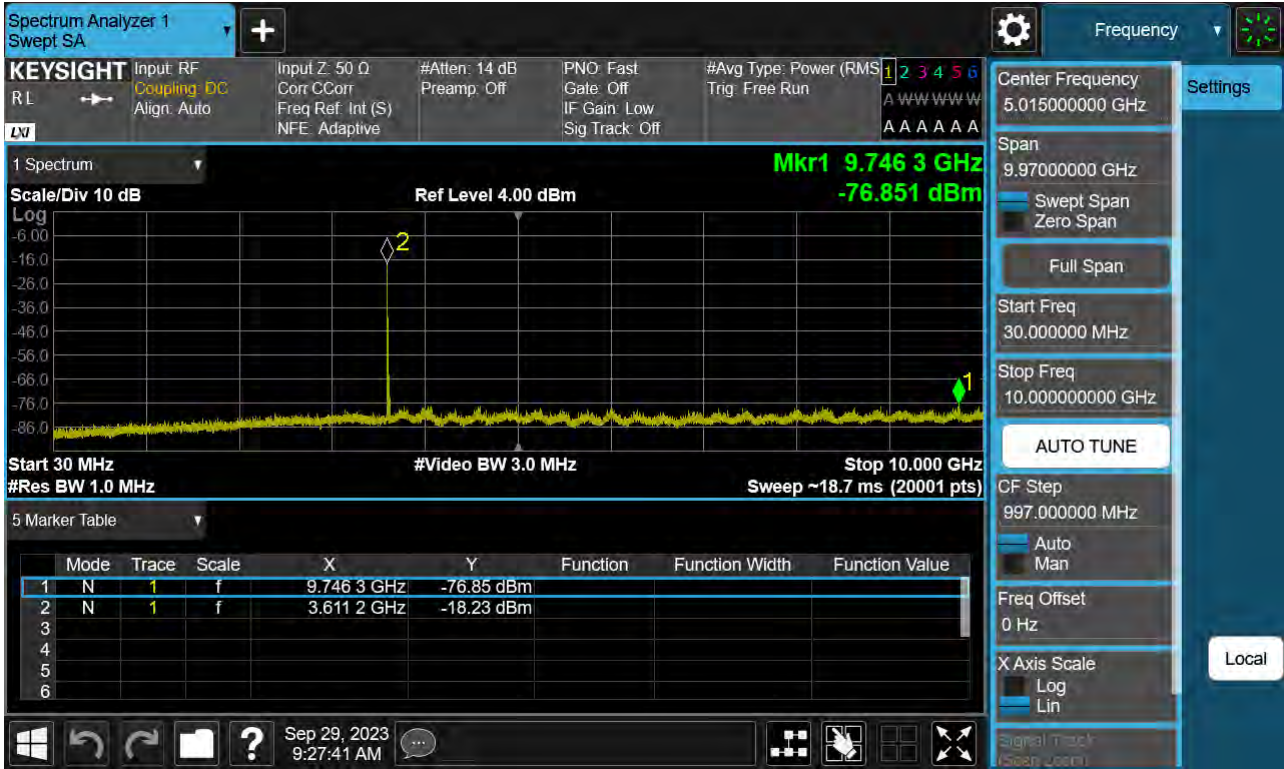 Spectrum Analyzer 1
Swept SA
Frequency
KEYSIGHT
RL
LXI
Input: RF
Coupling: DC
Align: Auto
Input Z: 50 Ω
Corr CCorr
Freq Ref: Int (S)
NFE: Adaptive
#Atten: 14 dB
Preamp: Off
PNO: Fast
Gate: Off
IF Gain: Low
Sig Track: Off
#Avg Type: Power (RMS
Trig: Free Run
1 2 3 4 5 6
A W W W W W
A A A A A A
1 Spectrum
Mkr1 9.746 3 GHz
-76.851 dBm
Scale/Div 10 dB
Ref Level 4.00 dBm
Log
-6.00
-16.0
-26.0
-36.0
-46.0
-56.0
-66.0
-76.0
-86.0
2
1
Start 30 MHz
#Video BW 3.0 MHz
Stop 10.000 GHz
#Res BW 1.0 MHz
Sweep ~18.7 ms (20001 pts)
5 Marker Table
Mode Trace Scale X Y Function Function Width Function Value
1 N 1 f 9.746 3 GHz -76.85 dBm
2 N 1 f 3.611 2 GHz -18.23 dBm
3
4
5
6
Sep 29, 2023
9:27:41 AM
Center Frequency
5.015000000 GHz
Settings
Span
9.97000000 GHz
Swept Span
Zero Span
Full Span
Start Freq
30.000000 MHz
Stop Freq
10.000000000 GHz
AUTO TUNE
CF Step
997.000000 MHz
Auto
Man
Freq Offset
0 Hz
X Axis Scale
Log
Lin
Local
Signal Track
(Span Zoom)